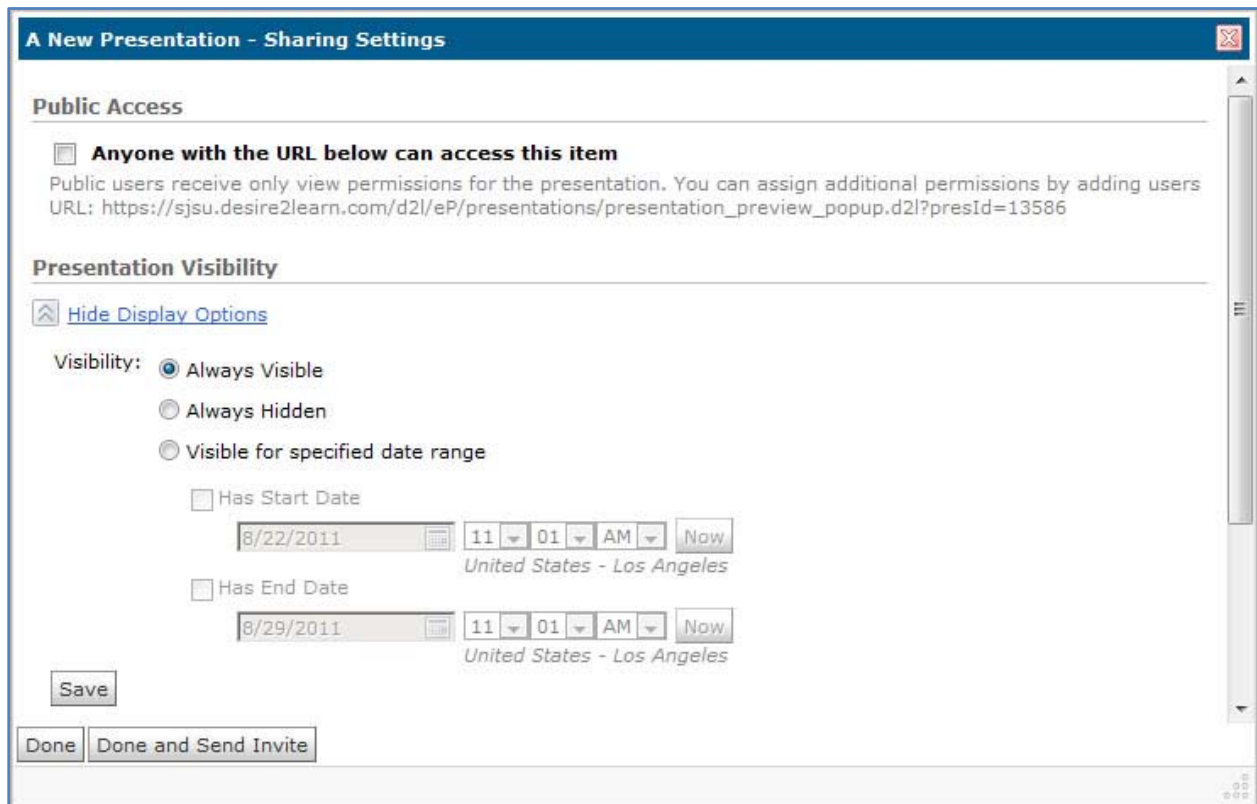 A New Presentation - Sharing Settings
Public Access
Anyone with the URL below can access this item
Public users receive only view permissions for the presentation. You can assign additional permissions by adding users
URL: https://sjsu.desire2learn.com/d2l/eP/presentations/presentation_preview_popup.d2l?presId=13586
Presentation Visibility
Hide Display Options
Visibility: Always Visible
Always Hidden
Visible for specified date range
Has Start Date
8/22/2011 11 01 AM Now
United States - Los Angeles
Has End Date
8/29/2011 11 01 AM Now
United States - Los Angeles
Save
Done Done and Send Invite